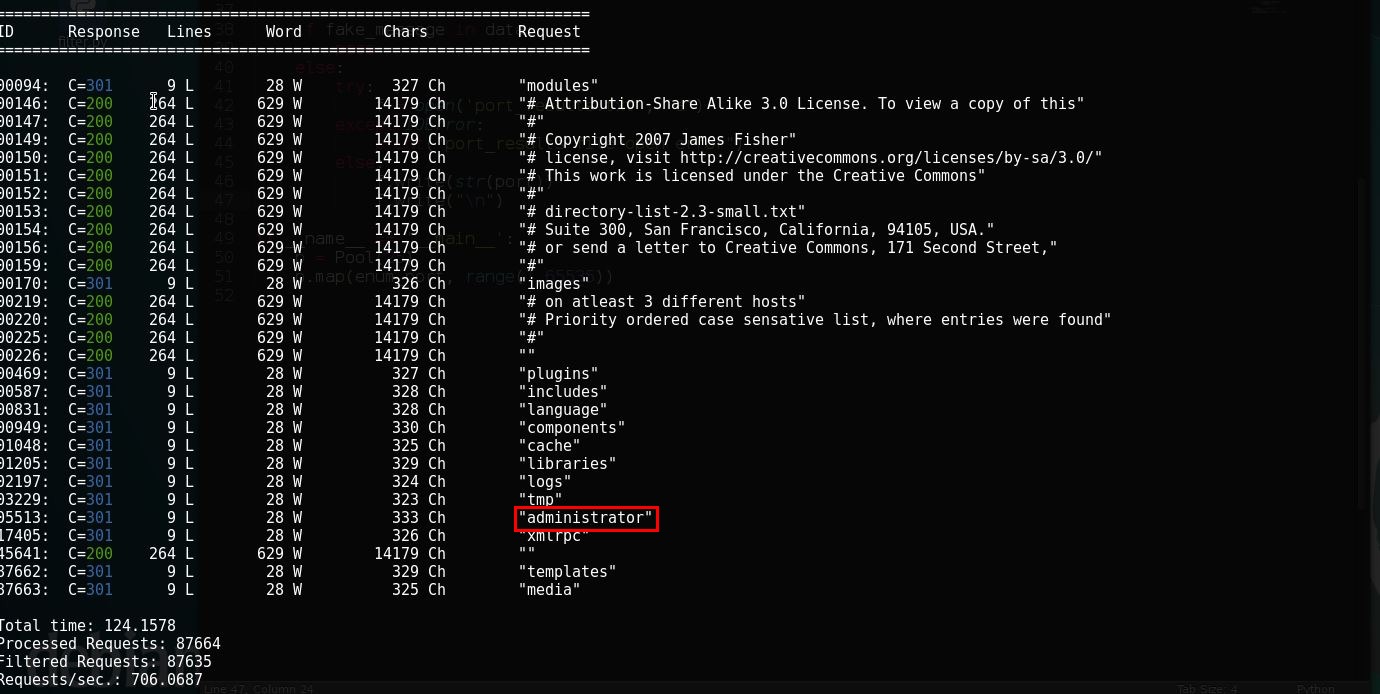 ==================================================================
ID Response Lines Word Chars Request
==================================================================
00094: C=301 9 L 28 W 327 Ch "modules"
00146: C=200 264 L 629 W 14179 Ch "# Attribution-Share Alike 3.0 License. To view a copy of this"
00147: C=200 264 L 629 W 14179 Ch "#"
00149: C=200 264 L 629 W 14179 Ch "# Copyright 2007 James Fisher"
00150: C=200 264 L 629 W 14179 Ch "# license, visit http://creativecommons.org/licenses/by-sa/3.0/"
00151: C=200 264 L 629 W 14179 Ch "# This work is licensed under the Creative Commons"
00152: C=200 264 L 629 W 14179 Ch "#"
00153: C=200 264 L 629 W 14179 Ch "# directory-list-2.3-small.txt"
00154: C=200 264 L 629 W 14179 Ch "# Suite 300, San Francisco, California, 94105, USA."
00156: C=200 264 L 629 W 14179 Ch "# or send a letter to Creative Commons, 171 Second Street,"
00159: C=200 264 L 629 W 14179 Ch "#"
00170: C=301 9 L 28 W 326 Ch "images"
00219: C=200 264 L 629 W 14179 Ch "# on atleast 3 different hosts"
00220: C=200 264 L 629 W 14179 Ch "# Priority ordered case sensative list, where entries were found"
00225: C=200 264 L 629 W 14179 Ch "#"
00226: C=200 264 L 629 W 14179 Ch ""
00469: C=301 9 L 28 W 327 Ch "plugins"
00587: C=301 9 L 28 W 328 Ch "includes"
00831: C=301 9 L 28 W 328 Ch "language"
00949: C=301 9 L 28 W 330 Ch "components"
01048: C=301 9 L 28 W 325 Ch "cache"
01205: C=301 9 L 28 W 329 Ch "libraries"
02197: C=301 9 L 28 W 324 Ch "logs"
03229: C=301 9 L 28 W 323 Ch "tmp"
05513: C=301 9 L 28 W 333 Ch "administrator"
17405: C=301 9 L 28 W 326 Ch "xmlrpc"
45641: C=200 264 L 629 W 14179 Ch ""
87662: C=301 9 L 28 W 329 Ch "templates"
87663: C=301 9 L 28 W 325 Ch "media"
Total time: 124.1578
Processed Requests: 87664
Filtered Requests: 87635
Requests/sec.: 706.0687
Line 47, Column 24 Tab Size: 4 Python